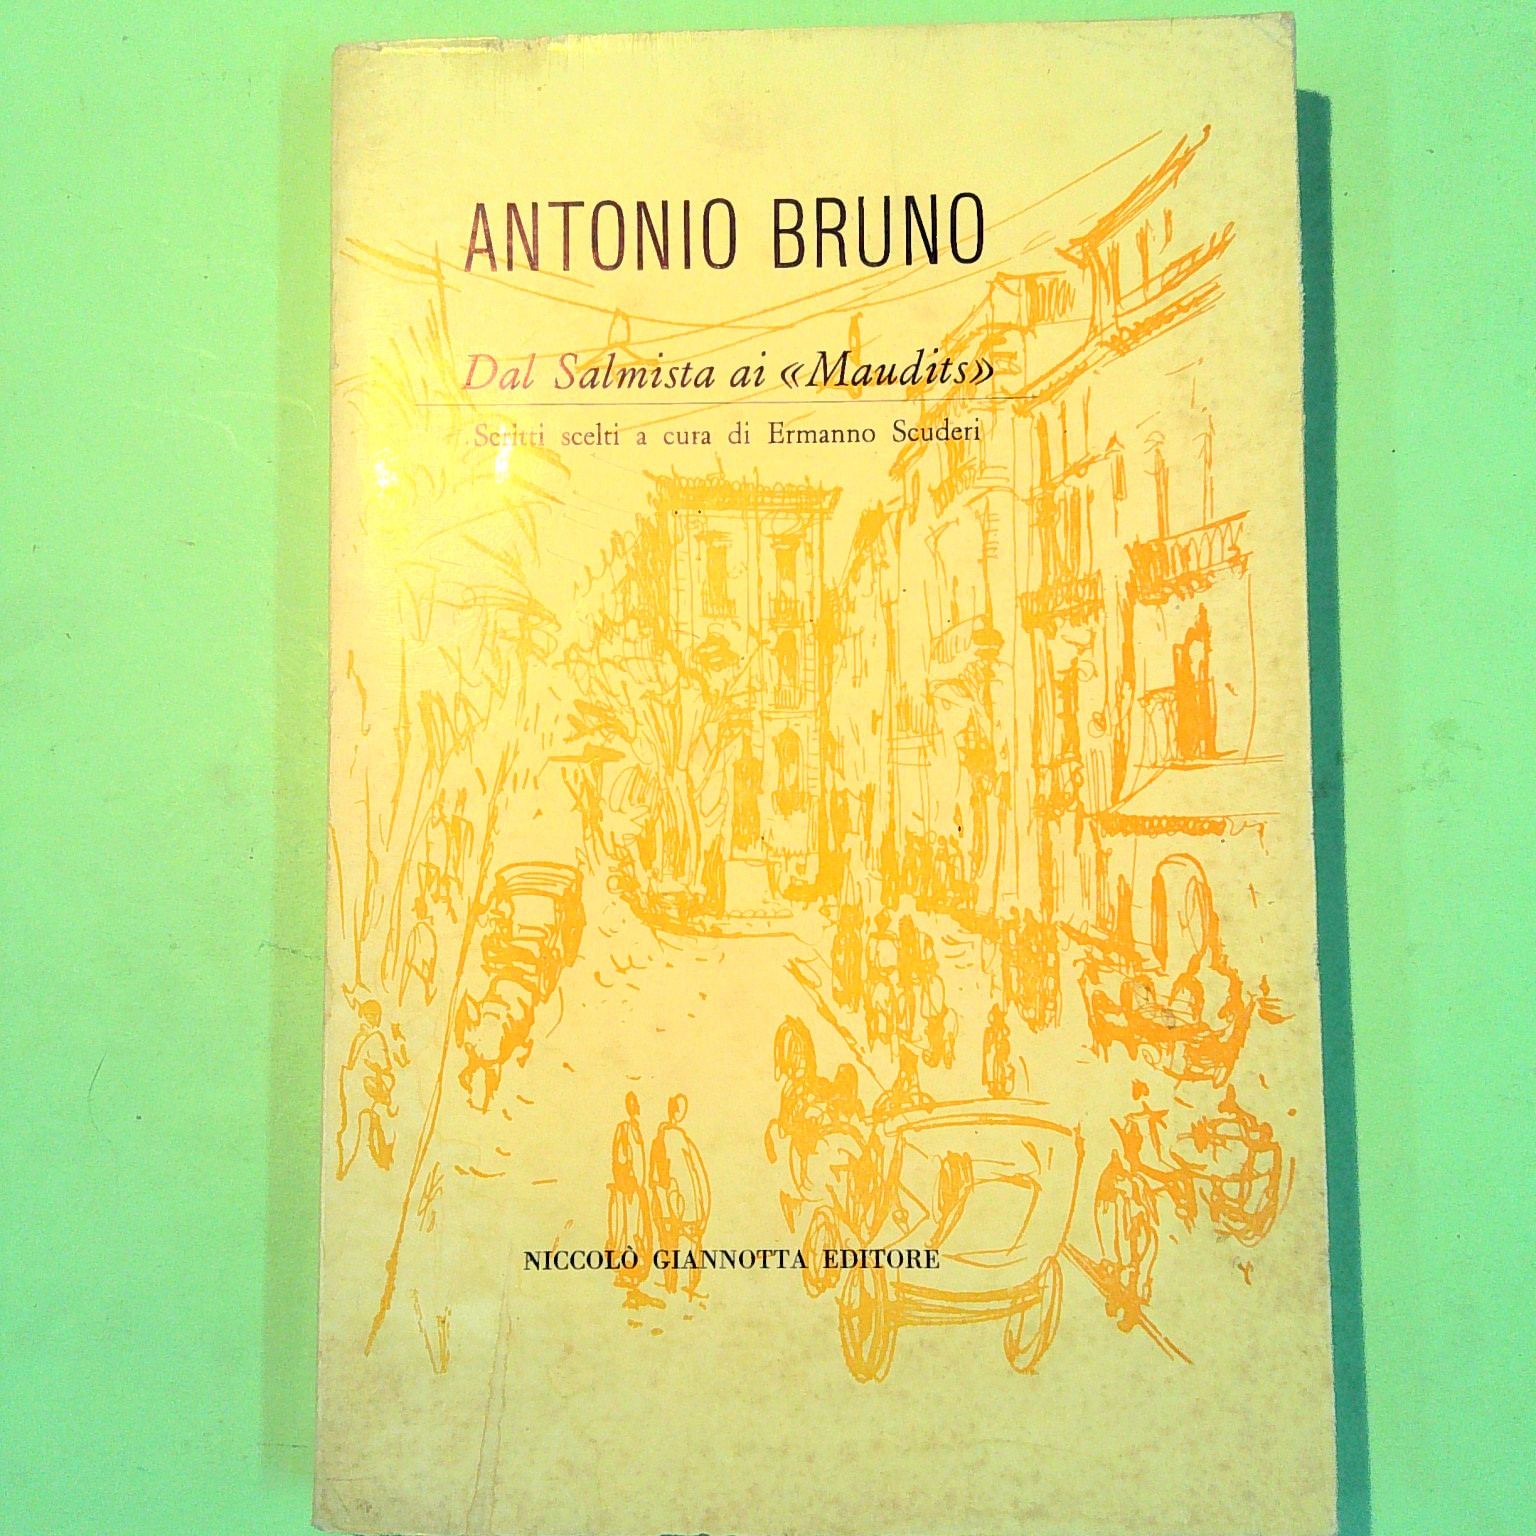 ANTONIO BRUNO
Dal Salmista ai «Maudits»
Scritti scelti a cura di Ermanno Scuderi
NICCOLÒ GIANNOTTA EDITORE